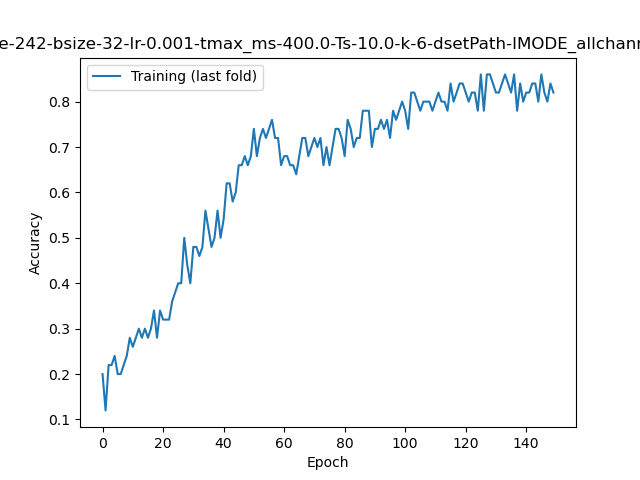 e-242-bsize-32-lr-0.001-tmax_ms-400.0-Ts-10.0-k-6-dsetPath-IMODE_allchann
Training (last fold)
Accuracy
0.8
0.7
0.6
0.5
0.4
0.3
0.2
0.1
0 20 40 60 80 100 120 140
Epoch